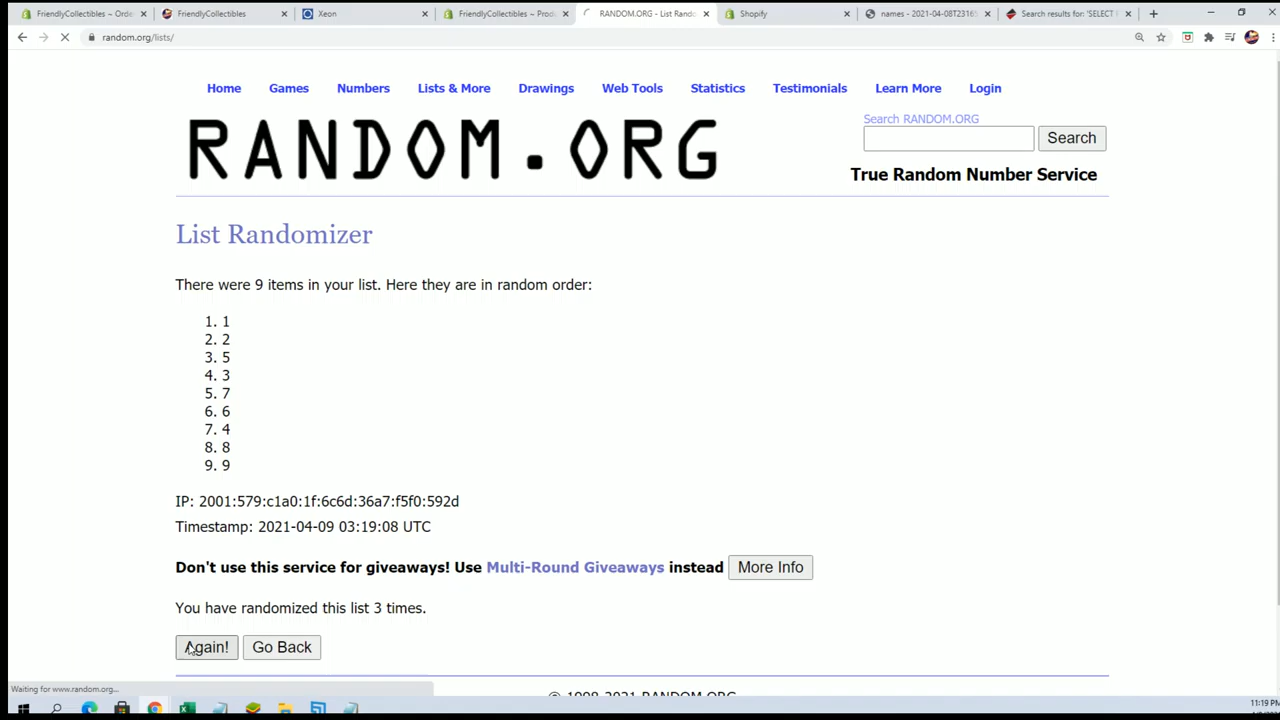 FriendlyCollectibles ~ Orde
FriendlyCollectibles
Xeon
FriendlyCollectibles ~ Prod
RANDOM.ORG - List Rand
Shopify
names - 2021-04-08T23165
Search results for: 'SELECT
random.org/lists/
Home Games Numbers Lists & More Drawings Web Tools Statistics Testimonials Learn More Login
Search RANDOM.ORG
RANDOM.ORG
Search
True Random Number Service
List Randomizer
There were 9 items in your list. Here they are in random order:
1. 1
2. 2
3. 5
4. 3
5. 7
6. 6
7. 4
8. 8
9. 9
IP: 2001:579:c1a0:1f:6c6d:36a7:f5f0:592d
Timestamp: 2021-04-09 03:19:08 UTC
Don't use this service for giveaways! Use Multi-Round Giveaways instead More Info
You have randomized this list 3 times.
Again! Go Back
Waiting for www.random.org...
© 1998-2021 RANDOM.ORG
11:19 PM